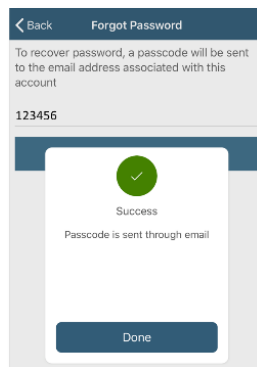 Back Forgot Password
To recover password, a passcode will be sent
to the email address associated with this
account
123456
Success
Passcode is sent through email
Done